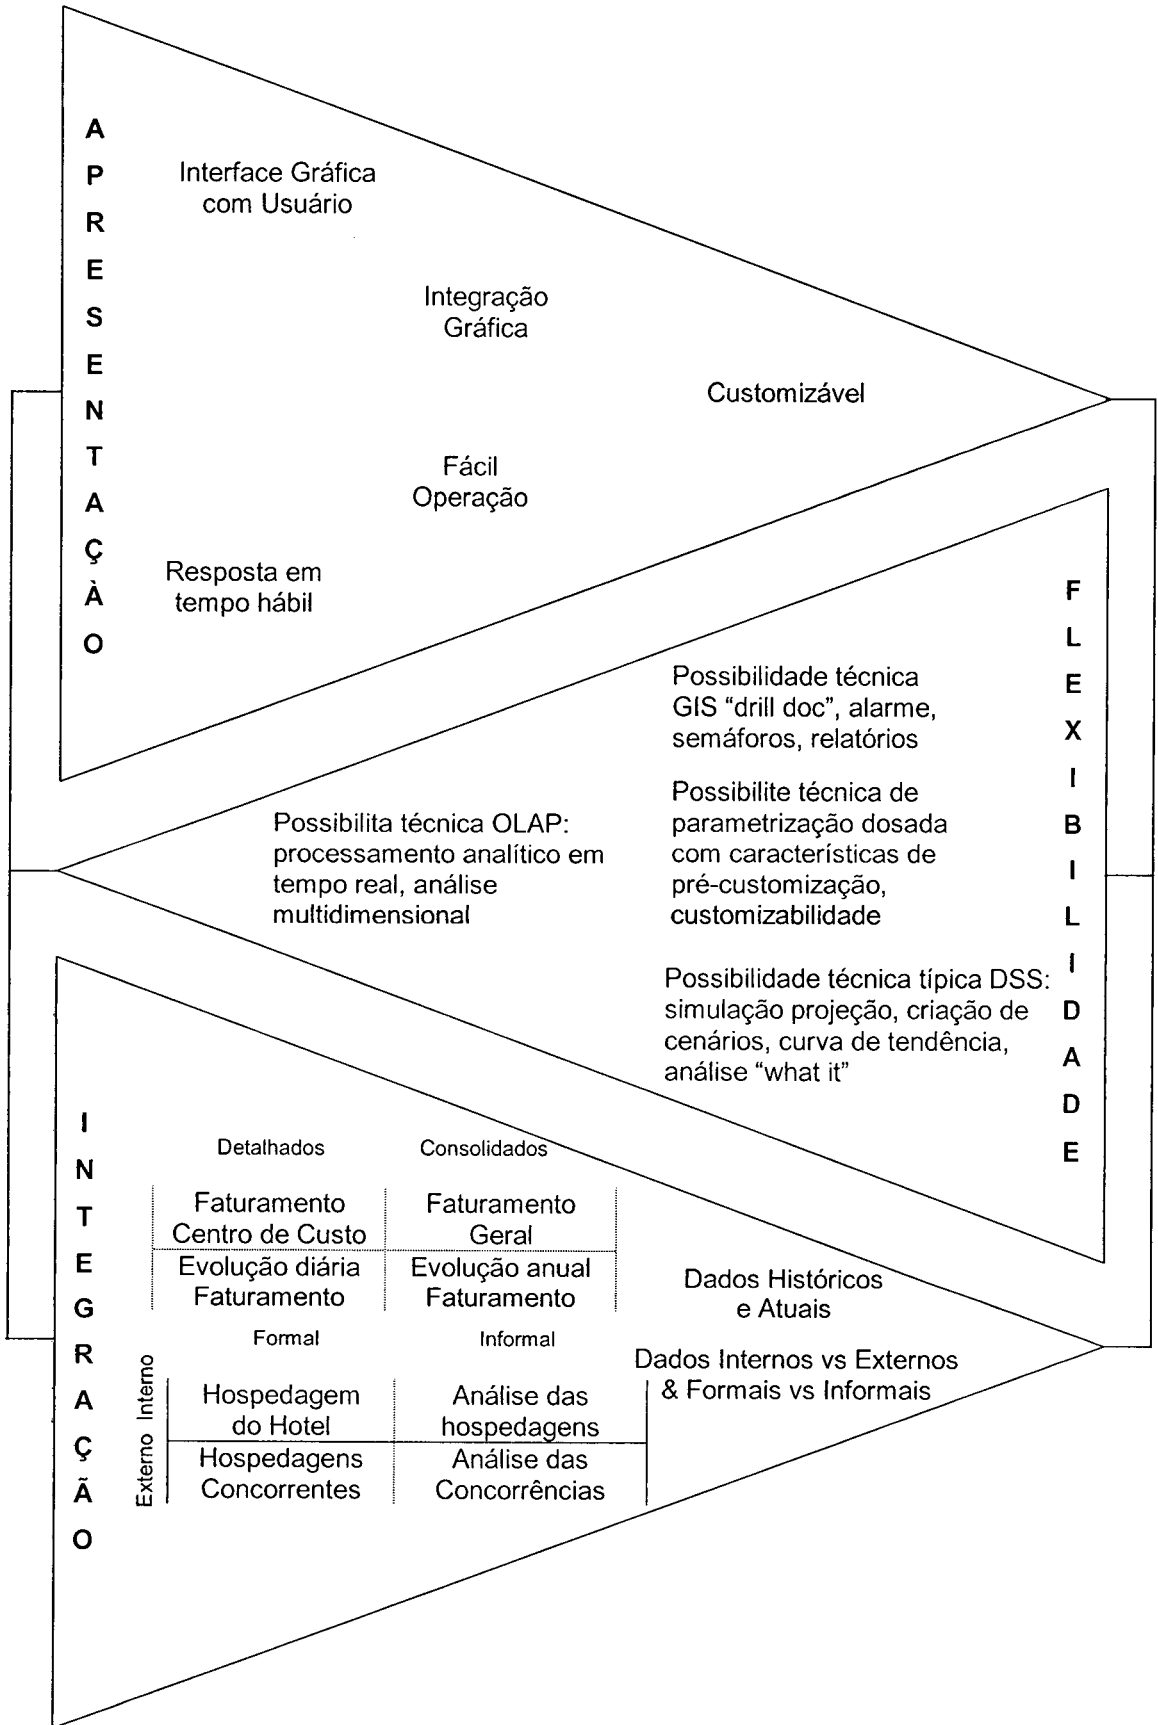 APRESENTAÇÀO
Interface Gráfica
com Usuário
Integração
Gráfica
Customizável
Fácil
Operação
Resposta em
tempo hábil
FLEXIBILIDADE
Possibilidade técnica
GIS “drill doc”, alarme,
semáforos, relatórios
Possibilite técnica de
parametrização dosada
com características de
pré-customização,
customizabilidade
Possibilita técnica OLAP:
processamento analítico em
tempo real, análise
multidimensional
Possibilidade técnica típica DSS:
simulação projeção, criação de
cenários, curva de tendência,
análise “what it”
INTEGRAÇÃO
Detalhados Consolidados
Faturamento Faturamento
Centro de Custo Geral
Evolução diária Evolução anual
Faturamento Faturamento
Dados Históricos
e Atuais
Formal Informal
Externo Interno
Hospedagem Análise das
do Hotel hospedagens
Hospedagens Análise das
Concorrentes Concorrências
Dados Internos vs Externos
& Formais vs Informais